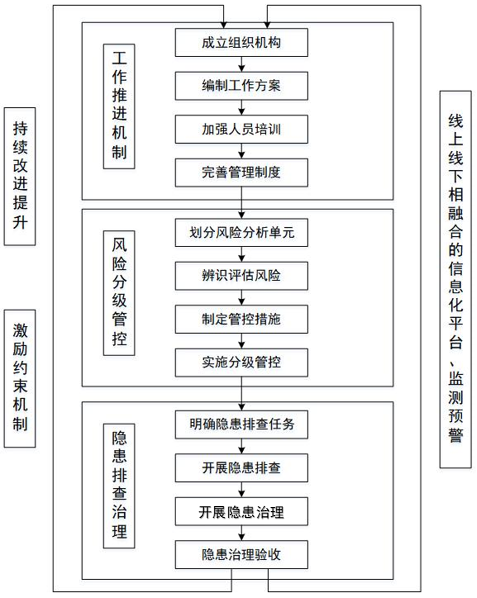 持续改进提升
激励约束机制
工作推进机制
成立组织机构
编制工作方案
加强人员培训
完善管理制度
风险分级管控
划分风险分析单元
辨识评估风险
制定管控措施
实施分级管控
隐患排查治理
明确隐患排查任务
开展隐患排查
开展隐患治理
隐患治理验收
线上线下相融合的信息化平台、监测预警